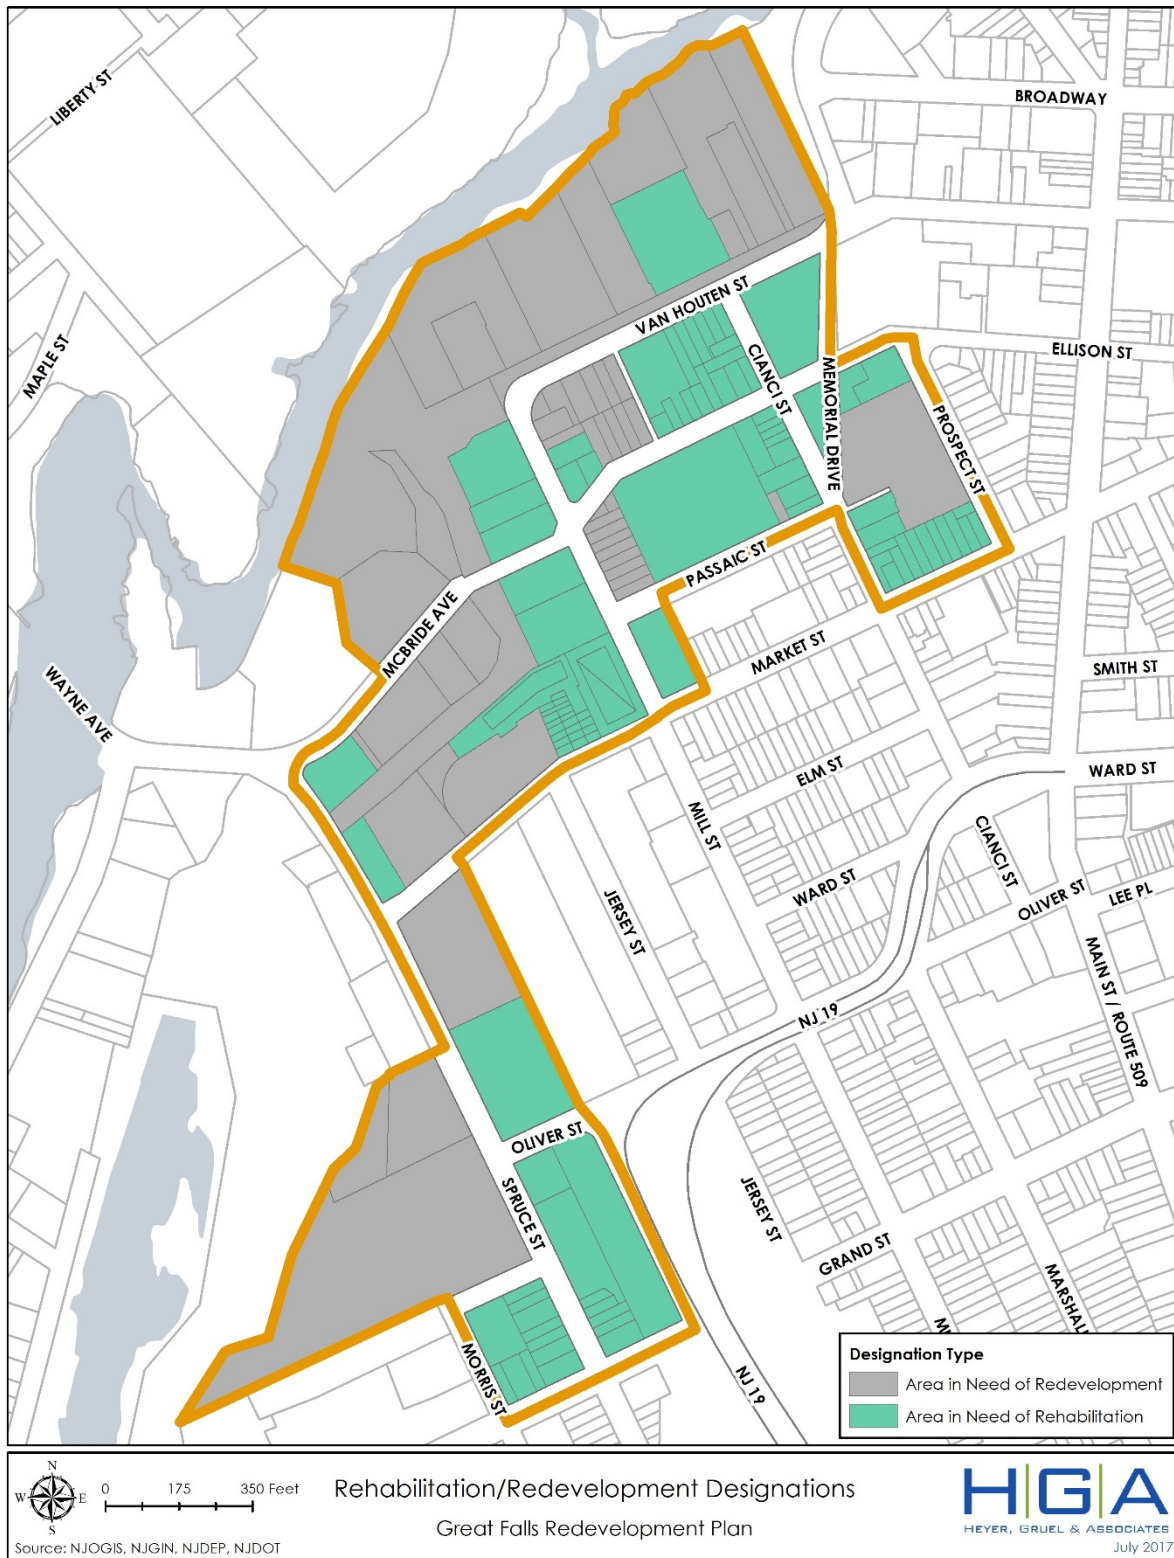 LIBERTY ST
BROADWAY
MAPLE ST
VAN HOUTEN ST
ELLISON ST
CIANCI ST
MEMORIAL DRIVE
PROSPECT ST
PASSAIC ST
MCBRIDE AVE
MARKET ST
WAYNE AVE
SMITH ST
ELM ST
WARD ST
MILL ST
CIANCI ST
WARD ST
JERSEY ST
OLIVER ST
LEE PL
MAIN ST / ROUTE 509
NJ 19
OLIVER ST
SPRUCE ST
JERSEY ST
GRAND ST
MARSHAL
MORRIS ST
NJ 19
Designation Type
Area in Need of Redevelopment
Area in Need of Rehabilitation
N
W E
S
0 175 350 Feet
Source: NJOGIS, NJGIN, NJDEP, NJDOT
Rehabilitation/Redevelopment Designations
Great Falls Redevelopment Plan
H|G|A
HEYER, GRUEL & ASSOCIATES
July 2017